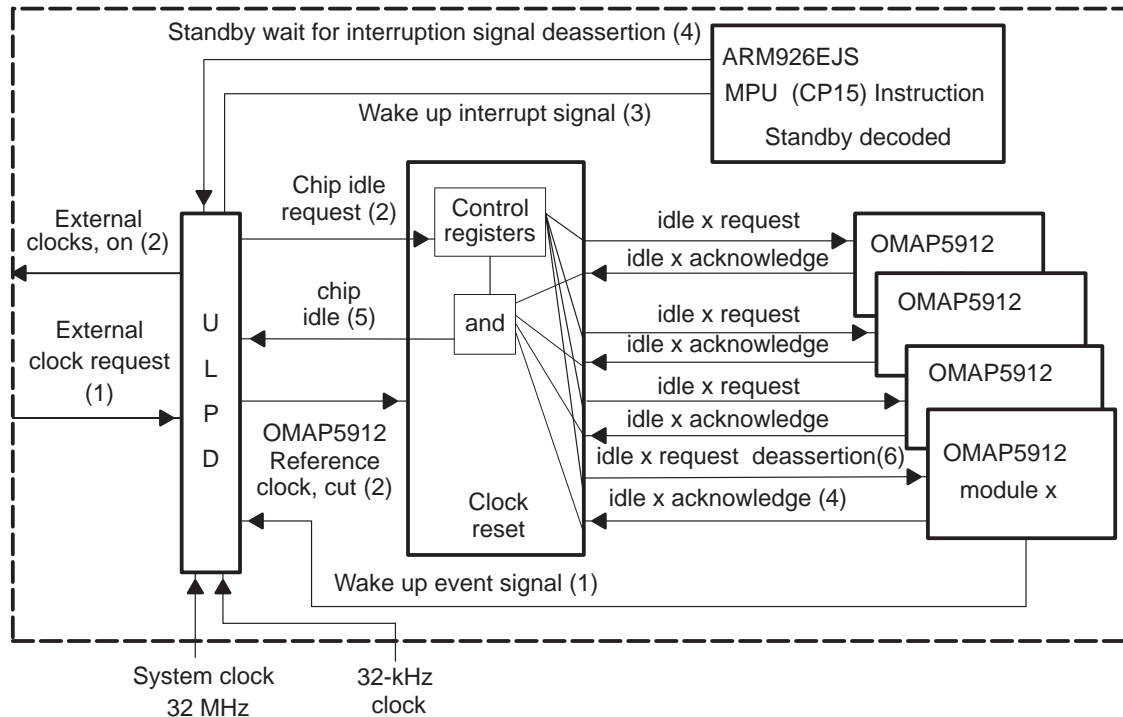 Standby wait for interruption signal deassertion (4)
ARM926EJS
MPU (CP15) Instruction
Standby decoded
Wake up interrupt signal (3)
External
clocks, on (2)
Chip idle
request (2)
Control
registers
idle x request
idle x acknowledge
OMAP5912
External
clock request
(1)
U
L
P
D
chip
idle (5)
and
idle x request
idle x acknowledge
OMAP5912
idle x request
idle x acknowledge
OMAP5912
OMAP5912
Reference
clock, cut (2)
Clock
reset
idle x request deassertion(6)
idle x acknowledge (4)
OMAP5912
module x
Wake up event signal (1)
System clock
32 MHz
32-kHz
clock